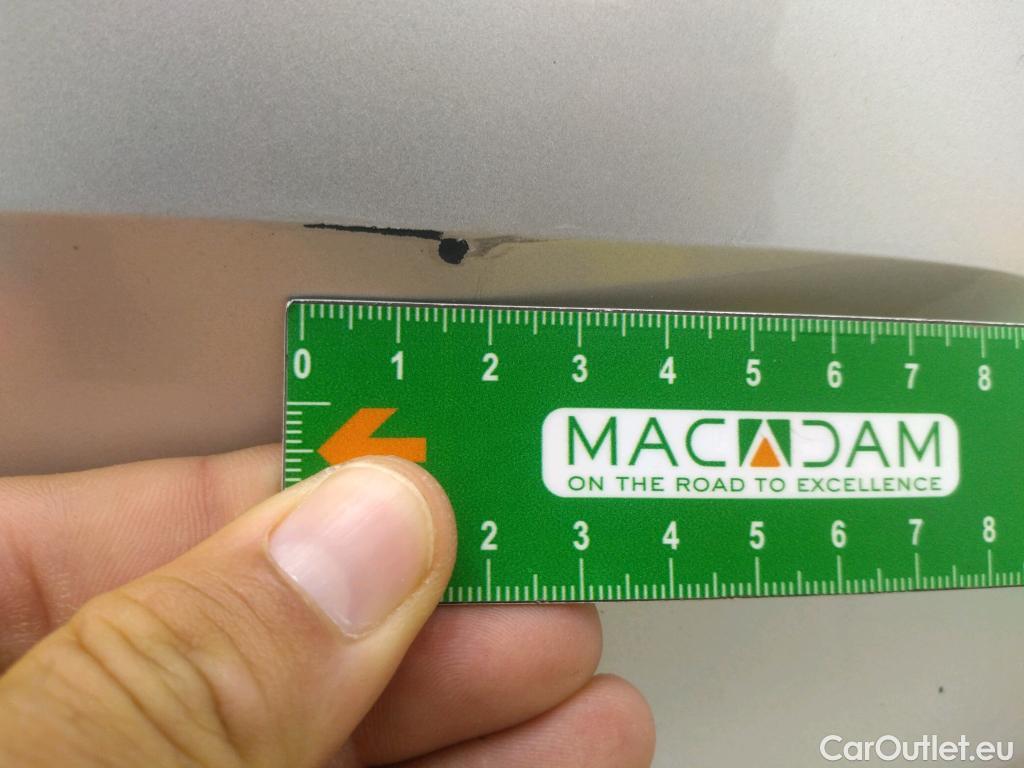 0 1 2 3 4 5 6 7 8
MACADAM
ON THE ROAD TO EXCELLENCE
2 3 4 5 6 7 8
CarOutlet.eu